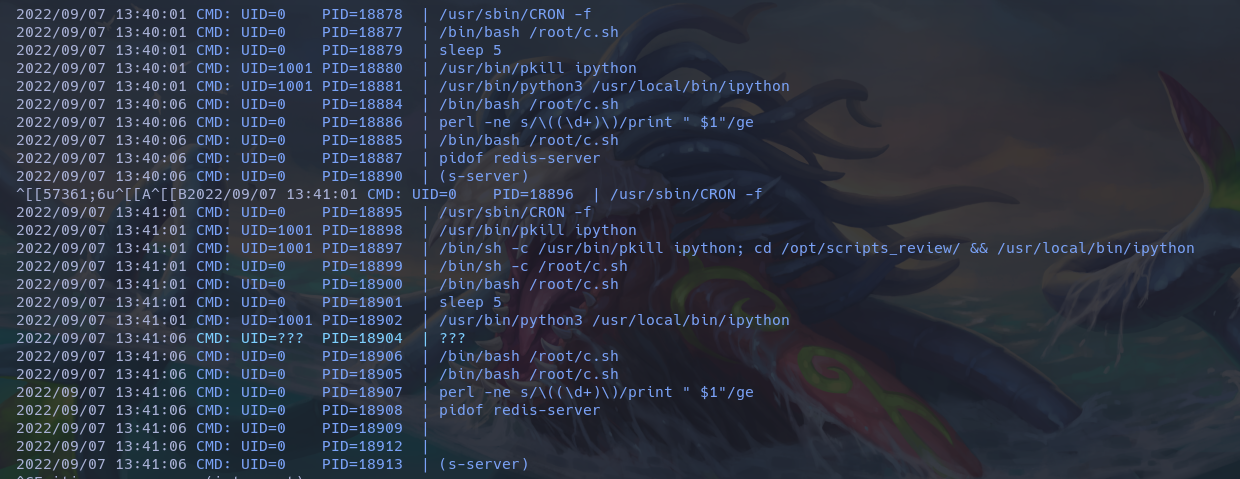 2022/09/07 13:40:01 CMD: UID=0    PID=18878  | /usr/sbin/CRON -f
2022/09/07 13:40:01 CMD: UID=0    PID=18877  | /bin/bash /root/c.sh
2022/09/07 13:40:01 CMD: UID=0    PID=18879  | sleep 5
2022/09/07 13:40:01 CMD: UID=1001 PID=18880  | /usr/bin/pkill ipython
2022/09/07 13:40:01 CMD: UID=1001 PID=18881  | /usr/bin/python3 /usr/local/bin/ipython
2022/09/07 13:40:06 CMD: UID=0    PID=18884  | /bin/bash /root/c.sh
2022/09/07 13:40:06 CMD: UID=0    PID=18886  | perl -ne s/\((\d+)\)/print " $1"/ge
2022/09/07 13:40:06 CMD: UID=0    PID=18885  | /bin/bash /root/c.sh
2022/09/07 13:40:06 CMD: UID=0    PID=18887  | pidof redis-server
2022/09/07 13:40:06 CMD: UID=0    PID=18890  | (s-server)
^[[57361;6u^[[A^[[B2022/09/07 13:41:01 CMD: UID=0    PID=18896  | /usr/sbin/CRON -f
2022/09/07 13:41:01 CMD: UID=0    PID=18895  | /usr/sbin/CRON -f
2022/09/07 13:41:01 CMD: UID=1001 PID=18898  | /usr/bin/pkill ipython
2022/09/07 13:41:01 CMD: UID=1001 PID=18897  | /bin/sh -c /usr/bin/pkill ipython; cd /opt/scripts_review/ && /usr/local/bin/ipython
2022/09/07 13:41:01 CMD: UID=0    PID=18899  | /bin/sh -c /root/c.sh
2022/09/07 13:41:01 CMD: UID=0    PID=18900  | /bin/bash /root/c.sh
2022/09/07 13:41:01 CMD: UID=0    PID=18901  | sleep 5
2022/09/07 13:41:01 CMD: UID=1001 PID=18902  | /usr/bin/python3 /usr/local/bin/ipython
2022/09/07 13:41:06 CMD: UID=???  PID=18904  | ???
2022/09/07 13:41:06 CMD: UID=0    PID=18906  | /bin/bash /root/c.sh
2022/09/07 13:41:06 CMD: UID=0    PID=18905  | /bin/bash /root/c.sh
2022/09/07 13:41:06 CMD: UID=0    PID=18907  | perl -ne s/\((\d+)\)/print " $1"/ge
2022/09/07 13:41:06 CMD: UID=0    PID=18908  | pidof redis-server
2022/09/07 13:41:06 CMD: UID=0    PID=18909  |
2022/09/07 13:41:06 CMD: UID=0    PID=18912  |
2022/09/07 13:41:06 CMD: UID=0    PID=18913  | (s-server)